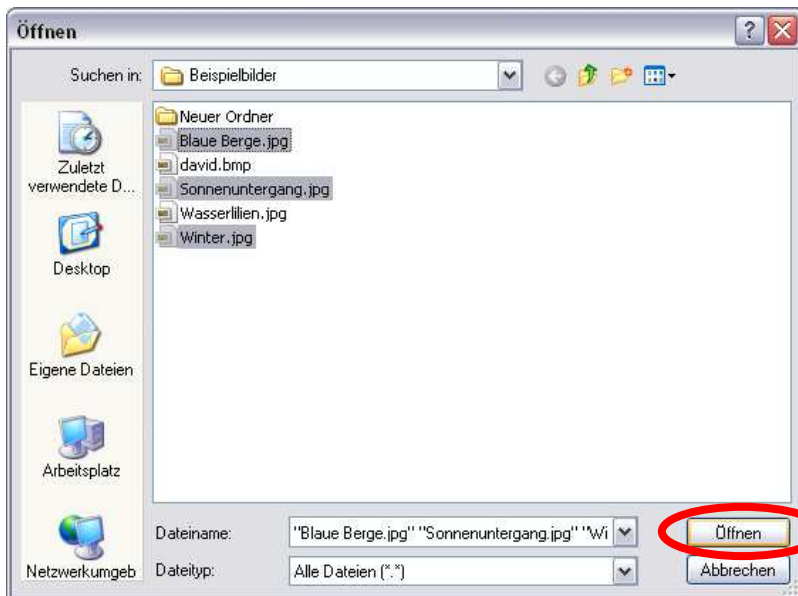 Öffnen
Suchen in: Beispielbilder
Neuer Ordner
Blaue Berge.jpg
david.bmp
Sonnenuntergang.jpg
Wasserlilien.jpg
Winter.jpg
Zuletzt
verwendete D...
Desktop
Eigene Dateien
Arbeitsplatz
Netzwerkumgeb
Dateiname: "Blaue Berge.jpg" "Sonnenuntergang.jpg" "Wi
Öffnen
Dateityp: Alle Dateien (*.*)
Abbrechen